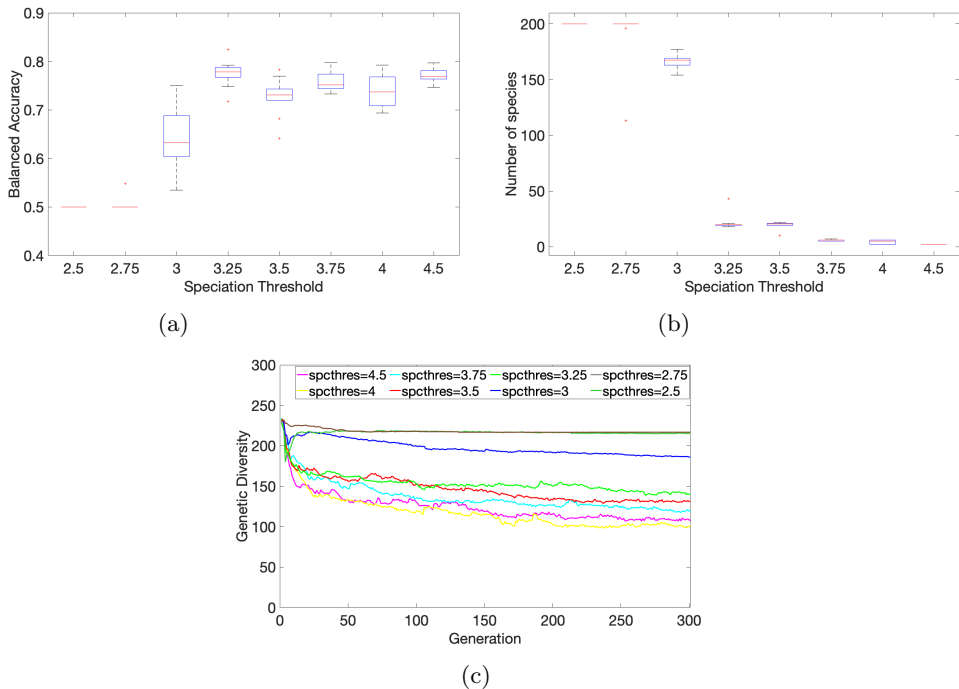 0.9
0.8
0.7
0.6
0.5
0.4
Balanced Accuracy
2.5 2.75 3 3.25 3.5 3.75 4 4.5
Speciation Threshold
(a)
200
150
100
50
0
Number of species
2.5 2.75 3 3.25 3.5 3.75 4 4.5
Speciation Threshold
(b)
300
250
200
150
100
50
0
Genetic Diversity
spcthres=4.5 spcthres=3.75 spcthres=3.25 spcthres=2.75
spcthres=4 spcthres=3.5 spcthres=3 spcthres=2.5
0 50 100 150 200 250 300
Generation
(c)